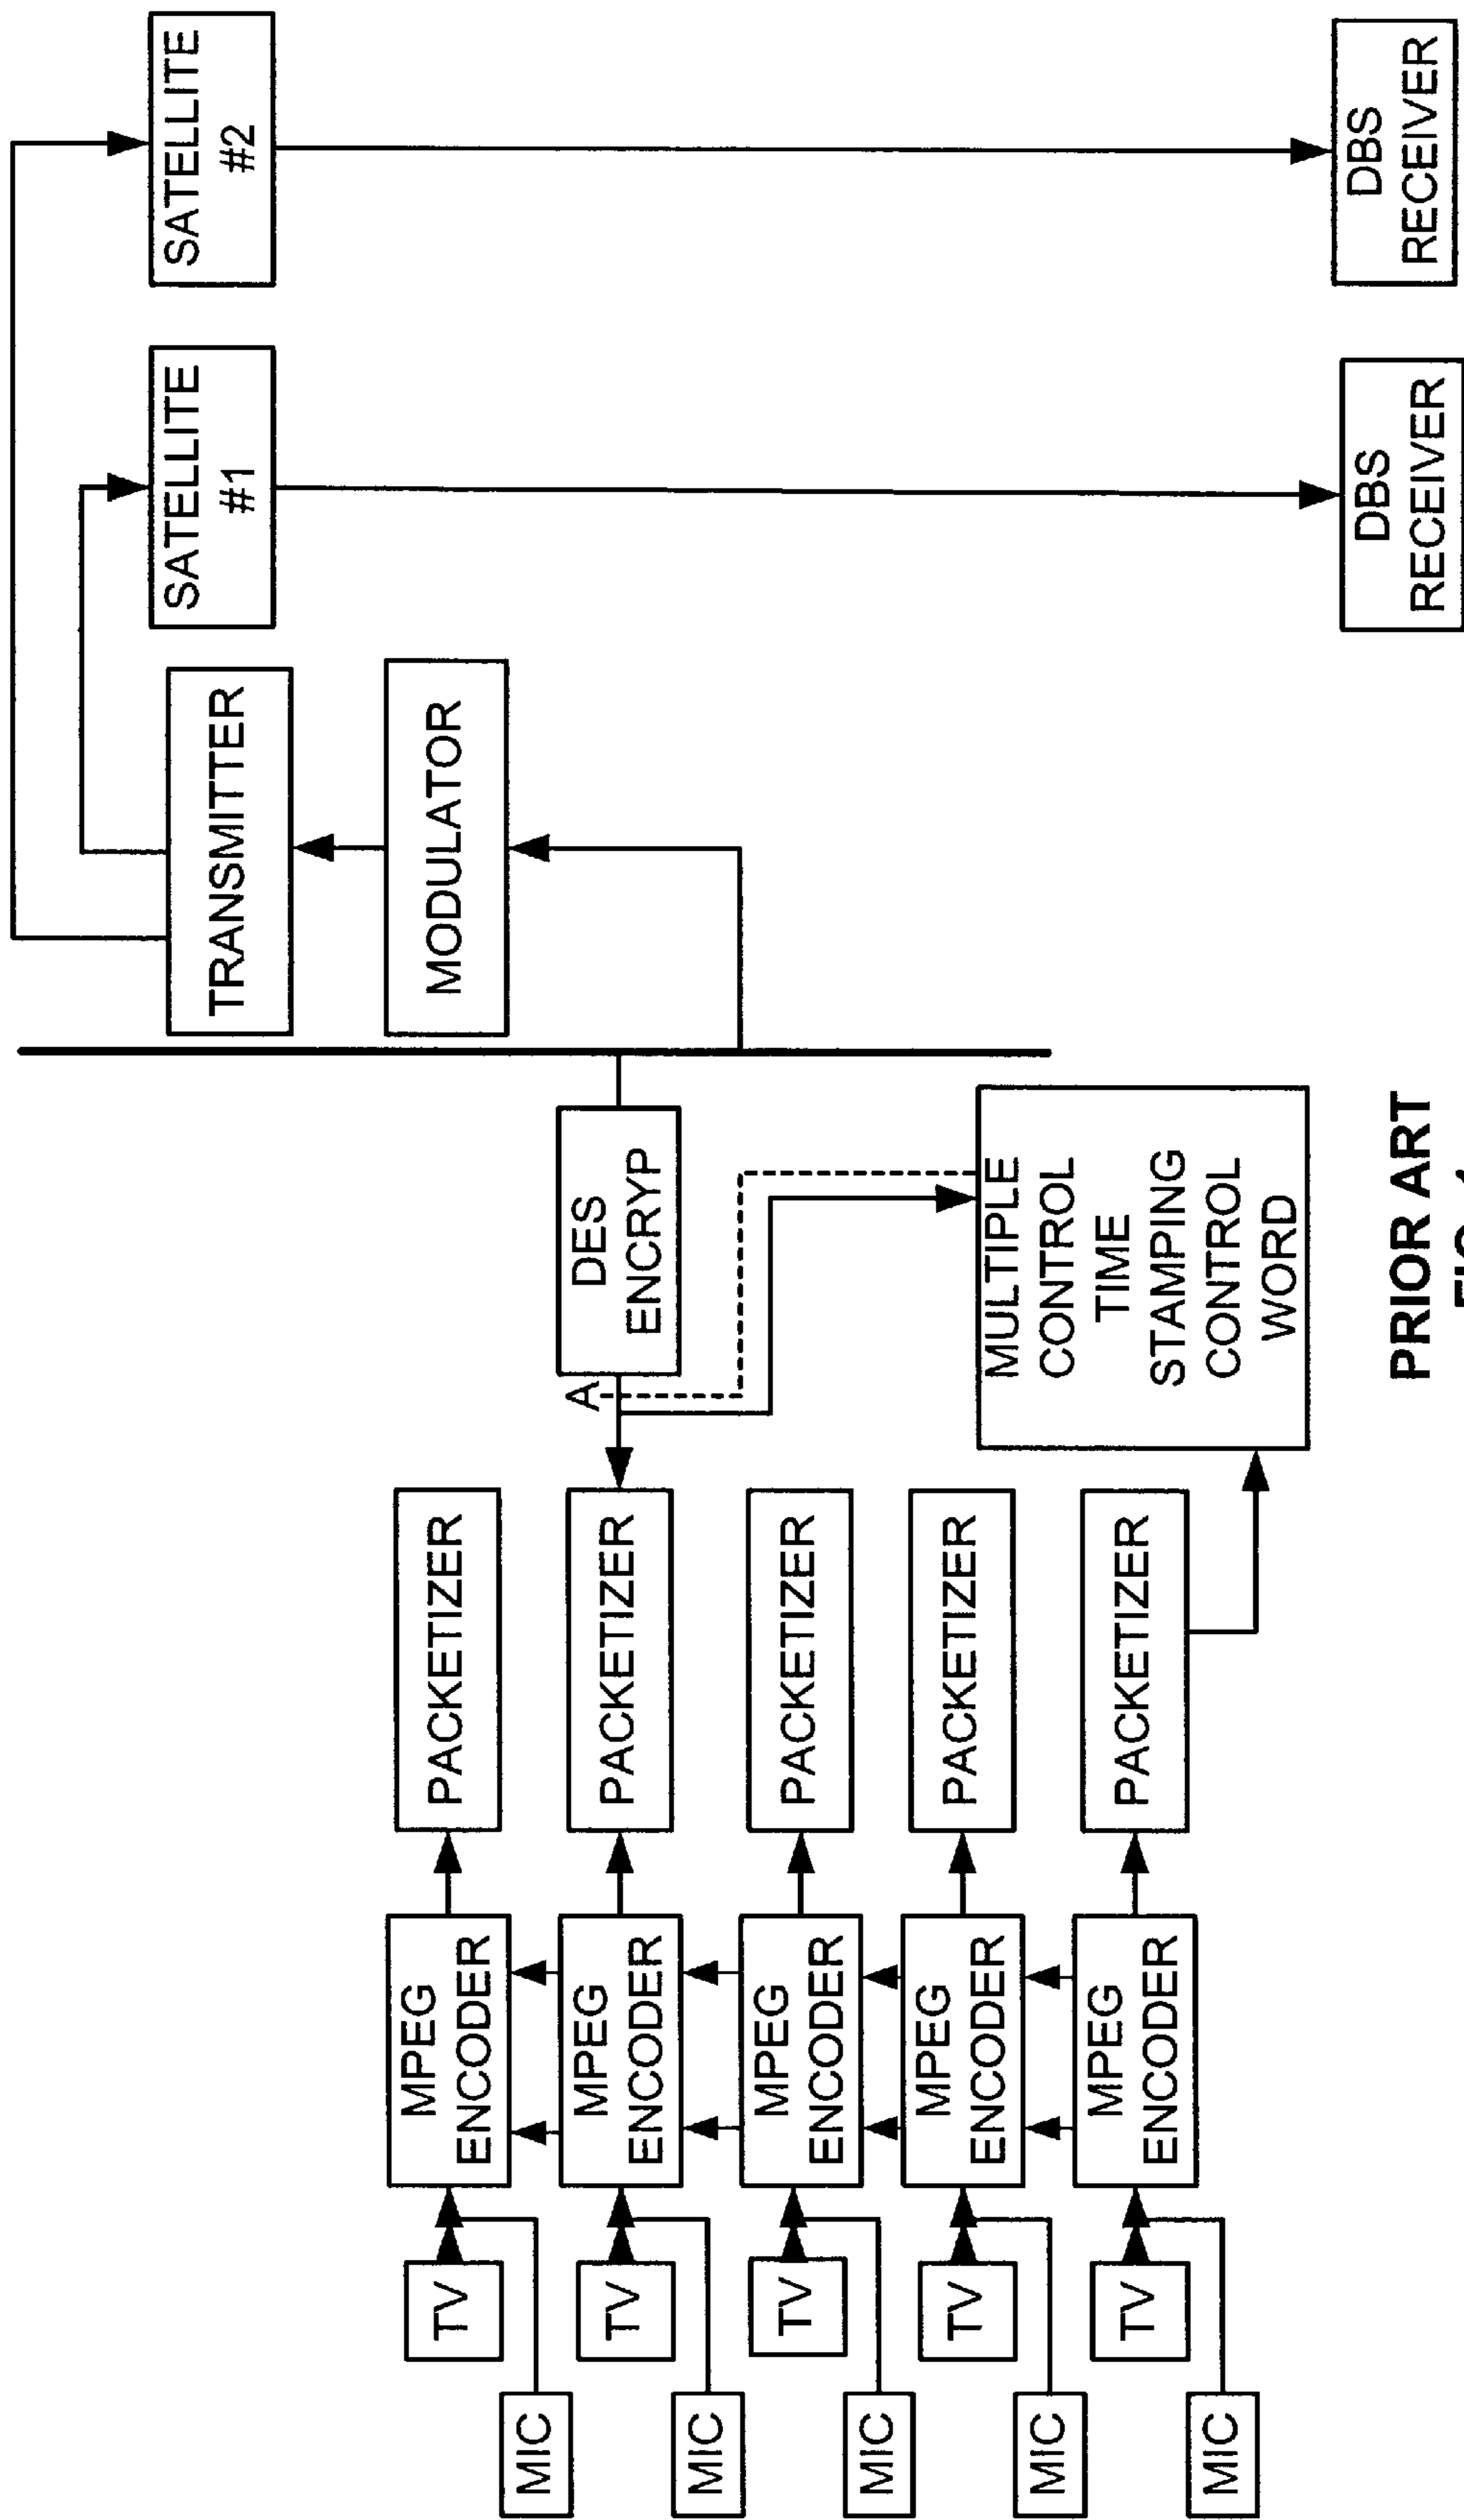 SATELLITE
#2
SATELLITE
#1
TRANSMITTER
MODULATOR
DBS
RECEIVER
DBS
RECEIVER
DES
ENCRYP
A
MULTIPLE
CONTROL
TIME
STAMPING
CONTROL
WORD
PACKETIZER
PACKETIZER
PACKETIZER
PACKETIZER
PACKETIZER
MPEG
ENCODER
MPEG
ENCODER
MPEG
ENCODER
MPEG
ENCODER
MPEG
ENCODER
TV
TV
TV
TV
TV
MIC
MIC
MIC
MIC
MIC
PRIOR ART